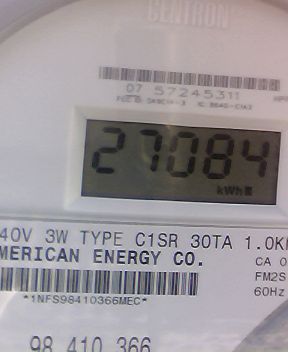 CENTRON
07 57245311
27084
kWh
40V 3W TYPE C1SR 30TA 1.0K
MERICAN ENERGY CO.
CA 0
FM2S
60Hz
*1NFS98410366MEC*
98 410 366